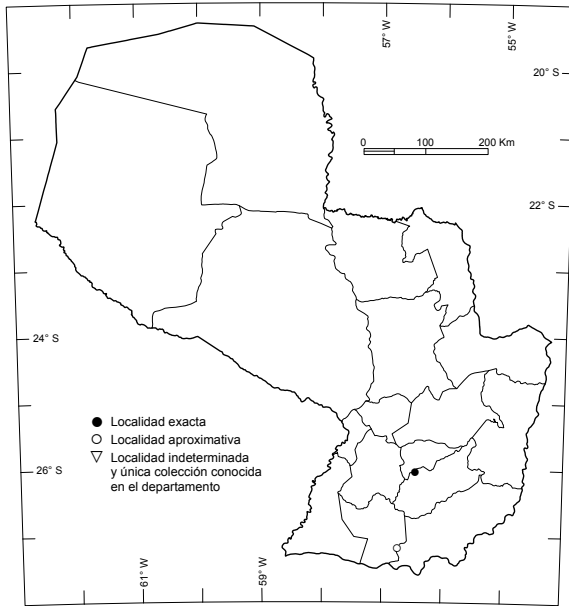 57° W
55° W
20° S
0 100 200 Km
22° S
24° S
Localidad exacta
Localidad aproximativa
Localidad indeterminada
y única colección conocida
en el departamento
26° S
61° W
59° W